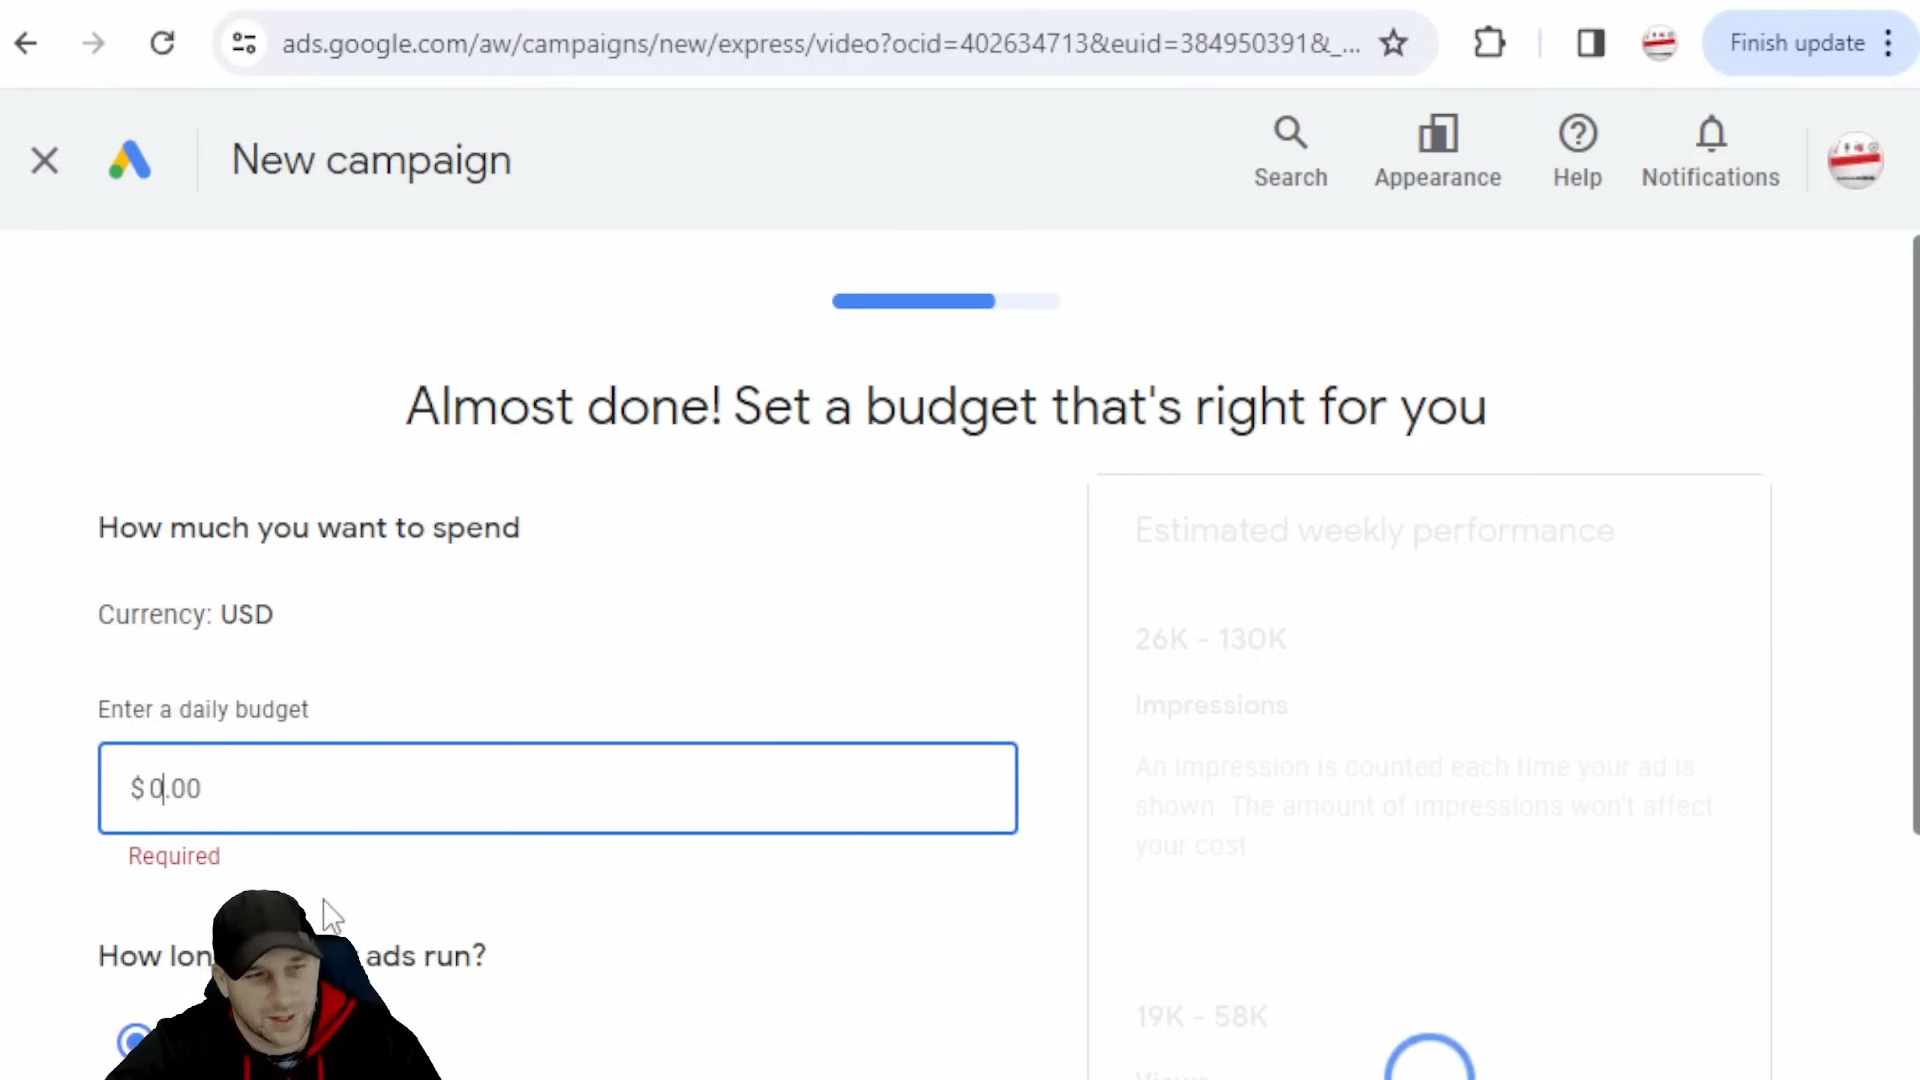 ads.google.com/aw/campaigns/new/express/video?ocid=402634713&euid=384950391&_...
Finish update
New campaign
Search
Appearance
Help
Notifications
Almost done! Set a budget that's right for you
How much you want to spend
Currency: USD
Enter a daily budget
$ 0.00
Required
How lon ads run?
Estimated weekly performance
26K - 130K
Impressions
An impression is counted each time your ad is
shown. The amount of impressions won't affect
your cost
19K - 58K
Views